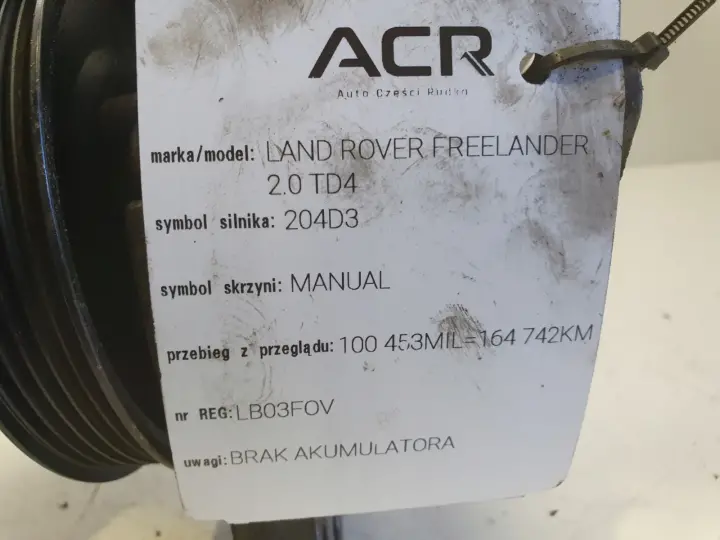 ACR
Auto Części Rudka
marka/model: LAND ROVER FREELANDER
2.0 TD4
symbol silnika: 204D3
symbol skrzyni: MANUAL
przebieg z przeglądu: 100 453MIL=164 742KM
nr REG: LB03FOV
uwagi: BRAK AKUMULATORA